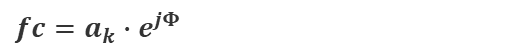 fc = a_k · e^{jΦ}